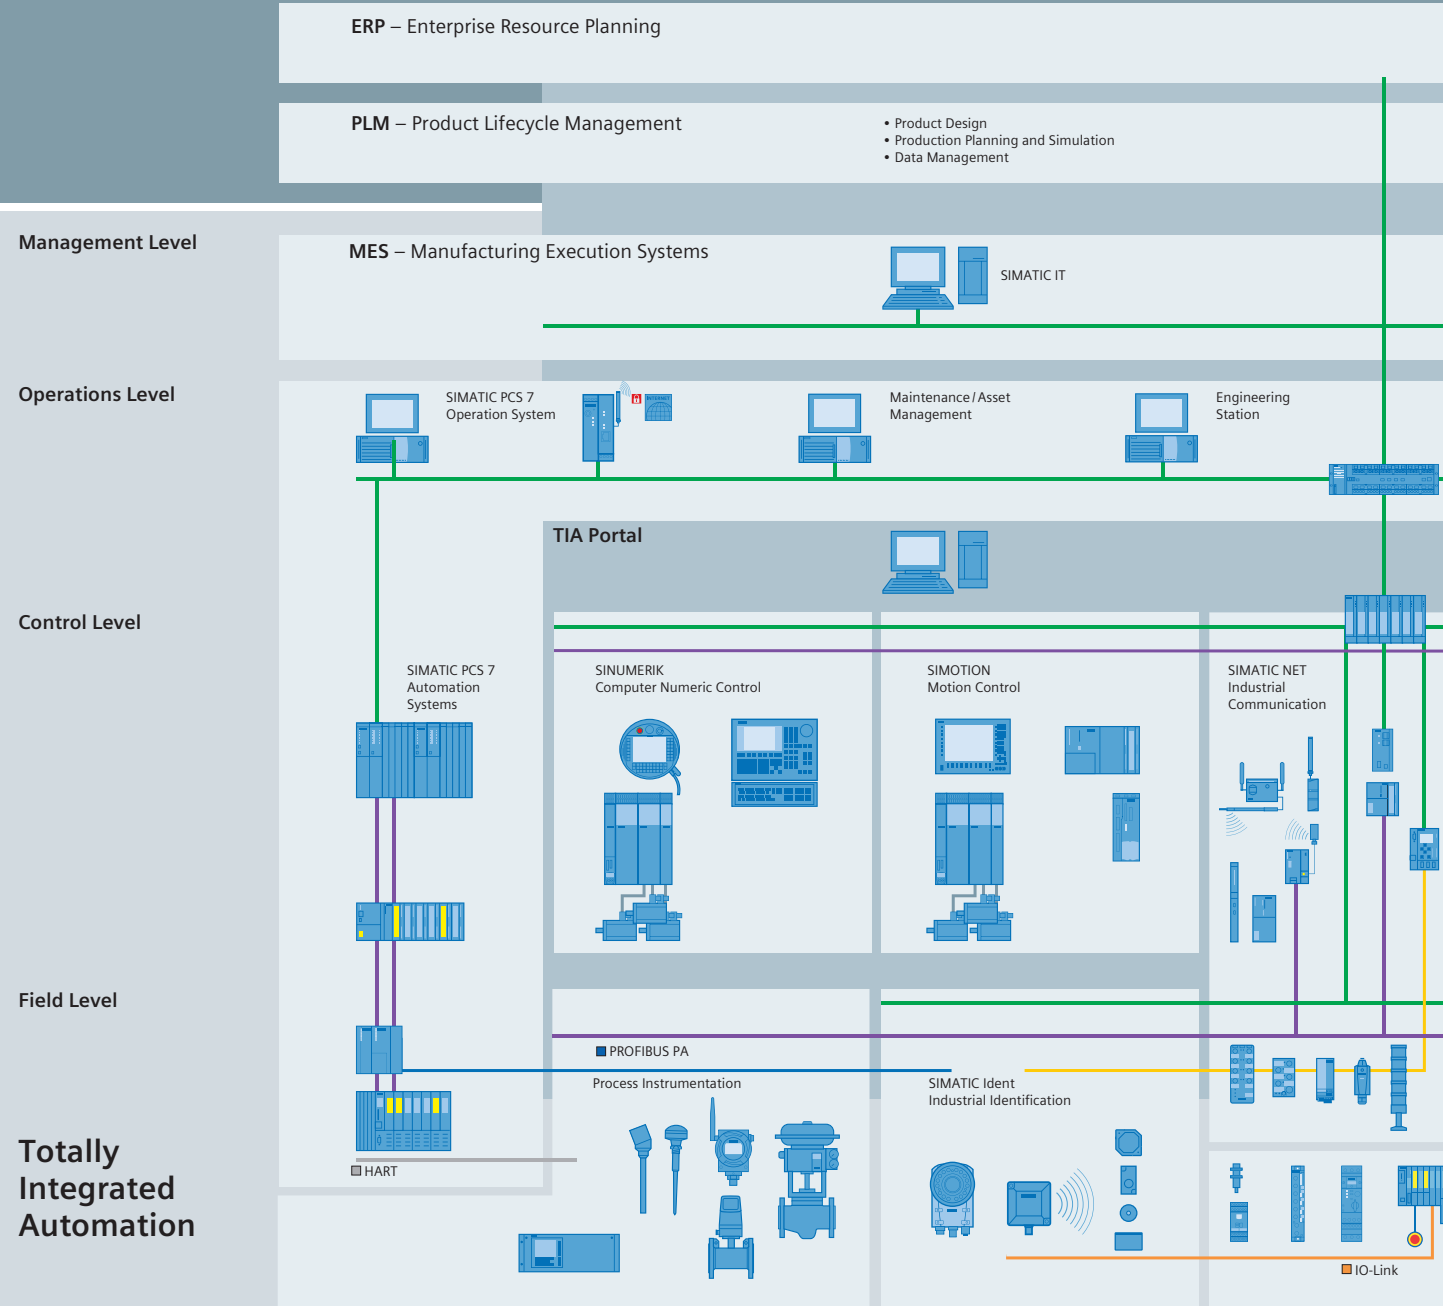 ERP – Enterprise Resource Planning
PLM – Product Lifecycle Management
• Product Design
• Production Planning and Simulation
• Data Management
Management Level
MES – Manufacturing Execution Systems
SIMATIC IT
Operations Level
SIMATIC PCS 7
Operation System
INTERNET
Maintenance/Asset
Management
Engineering
Station
TIA Portal
Control Level
SIMATIC PCS 7
Automation
Systems
SINUMERIK
Computer Numeric Control
SIMOTION
Motion Control
SIMATIC NET
Industrial
Communication
Field Level
PROFIBUS PA
Process Instrumentation
SIMATIC Ident
Industrial Identification
HART
Totally
Integrated
Automation
IO-Link